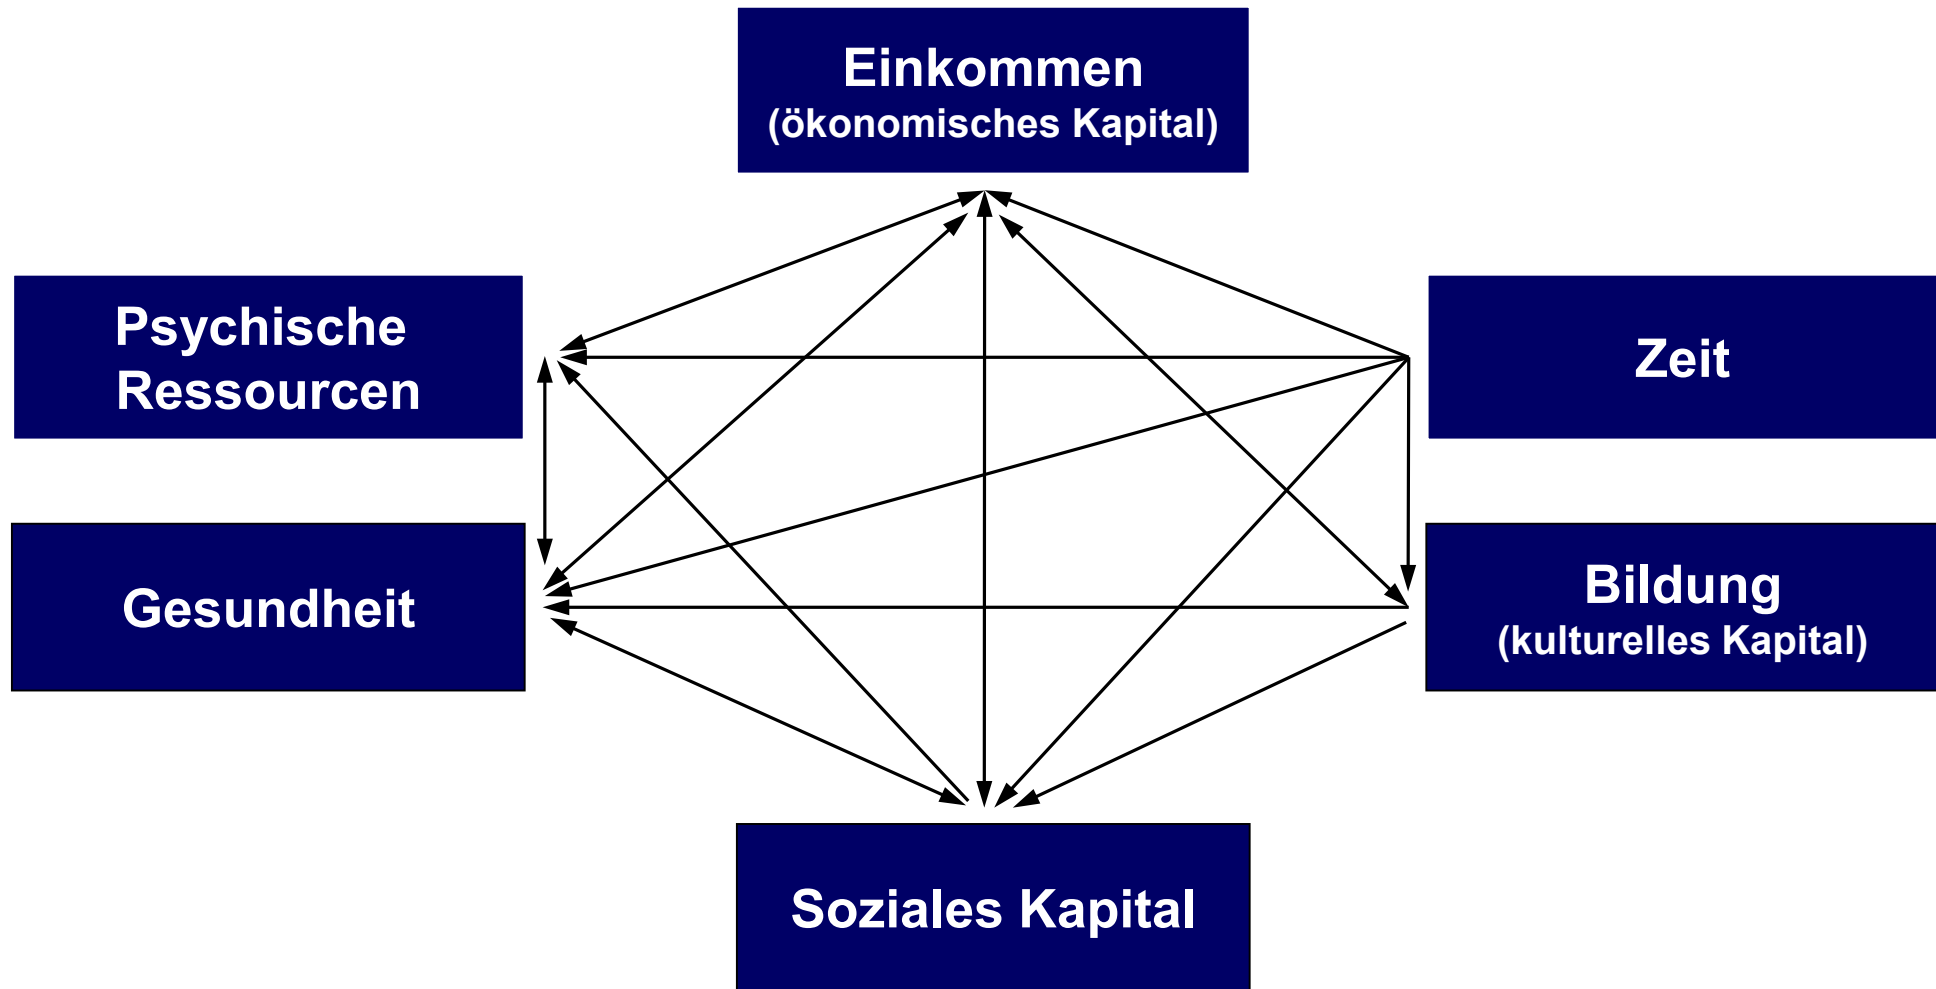 Einkommen
(ökonomisches Kapital)
Psychische
Ressourcen
Zeit
Gesundheit
Bildung
(kulturelles Kapital)
Soziales Kapital